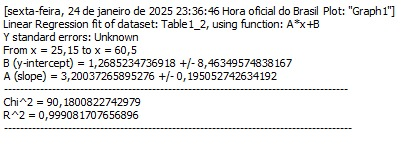 [sexta-feira, 24 de janeiro de 2025 23:36:46 Hora oficial do Brasil Plot: "Graph1"]
Linear Regression fit of dataset: Table1_2, using function: A*x+B
Y standard errors: Unknown
From x = 25,15 to x = 60,5
B (y-intercept) = 1,2685234736918 +/- 8,46349574838167
A (slope) = 3,20037265895276 +/- 0,195052742634192
--------------------------------------------------------------------------------------
Chi^2 = 90,1800822742979
R^2 = 0,999081707656896
---------------------------------------------------------------------------------------